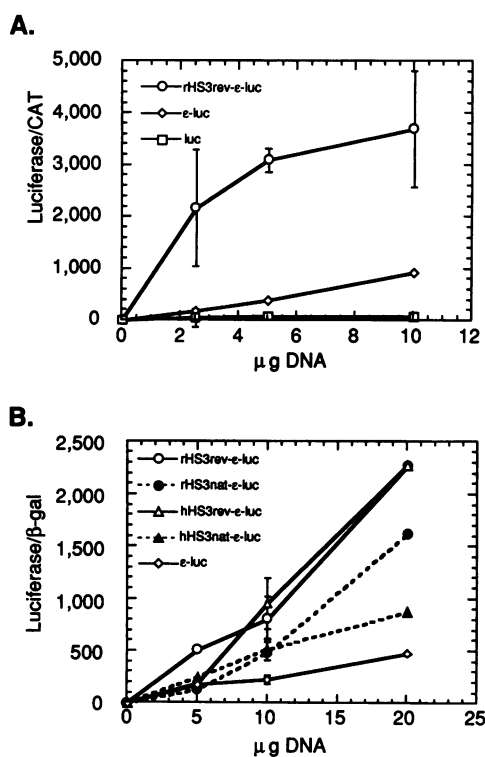 A.
Luciferase/CAT
5,000
4,000
3,000
2,000
1,000
0
rHS3rev-ε-luc
ε-luc
luc
0 2 4 6 8 10 12
μg DNA
B.
Luciferase/β-gal
2,500
2,000
1,500
1,000
500
0
rHS3rev-ε-luc
rHS3nat-ε-luc
hHS3rev-ε-luc
hHS3nat-ε-luc
ε-luc
0 5 10 15 20 25
μg DNA